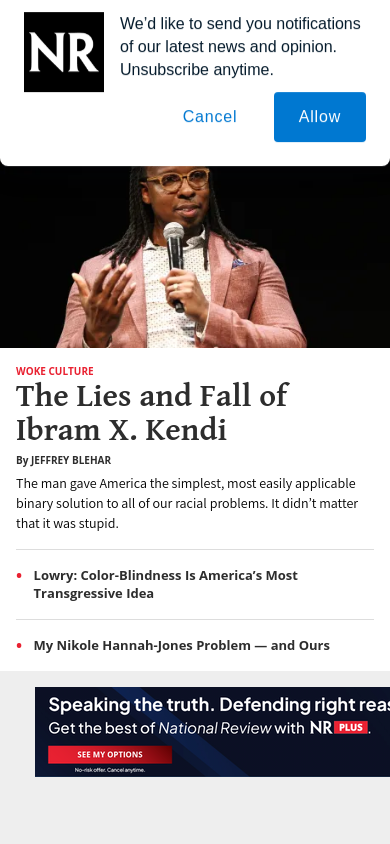 NR
We’d like to send you notifications
of our latest news and opinion.
Unsubscribe anytime.
Cancel
Allow
WOKE CULTURE
The Lies and Fall of
Ibram X. Kendi
By JEFFREY BLEHAR
The man gave America the simplest, most easily applicable
binary solution to all of our racial problems. It didn’t matter
that it was stupid.
• Lowry: Color-Blindness Is America’s Most
Transgressive Idea
• My Nikole Hannah-Jones Problem — and Ours
Speaking the truth. Defending right reas
Get the best of National Review with NR PLUS.
SEE MY OPTIONS
No-risk offer. Cancel anytime.